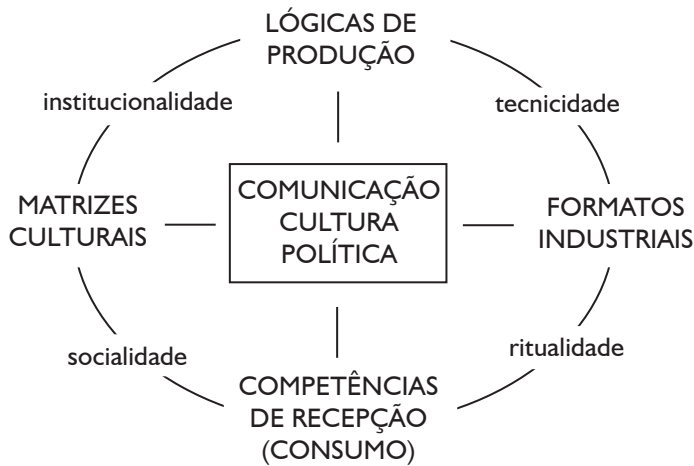 LÓGICAS DE
PRODUÇÃO
institucionalidade
tecnicidade
MATRIZES
CULTURAIS
COMUNICAÇÃO
CULTURA
POLÍTICA
FORMATOS
INDUSTRIAIS
socialidade
ritualidade
COMPETÊNCIAS
DE RECEPÇÃO
(CONSUMO)